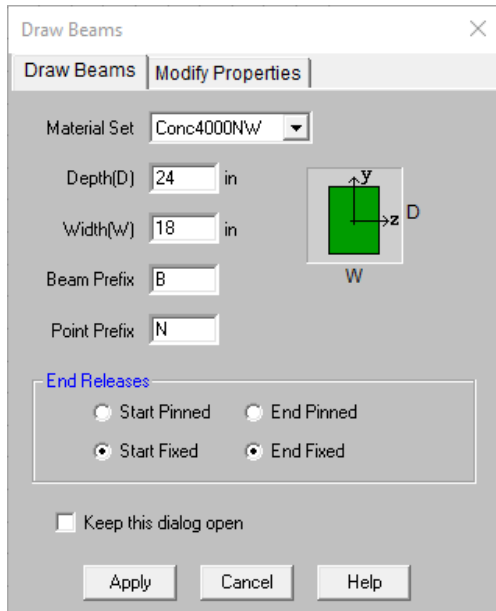 Draw Beams
Draw Beams Modify Properties
Material Set Conc4000NW
Depth(D) 24 in
Width(W) 18 in
y
z D
W
Beam Prefix B
Point Prefix N
End Releases
Start Pinned End Pinned
Start Fixed End Fixed
Keep this dialog open
Apply Cancel Help